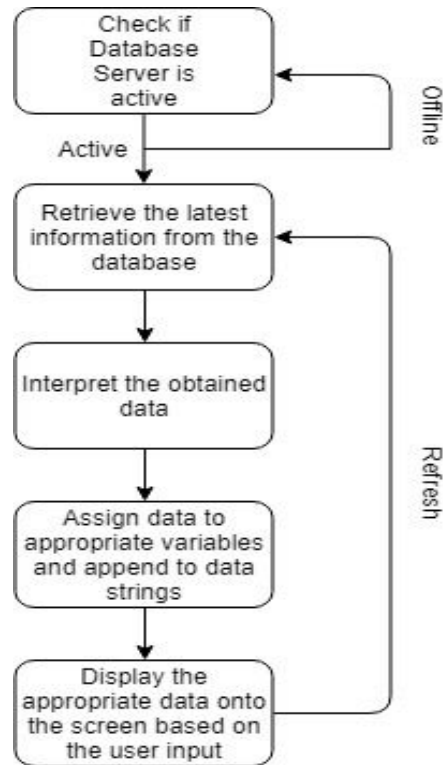 Check if
Database
Server is
active
Offline
Active
Retrieve the latest
information from the
database
Interpret the obtained
data
Refresh
Assign data to
appropriate variables
and append to data
strings
Display the
appropriate data onto
the screen based on
the user input